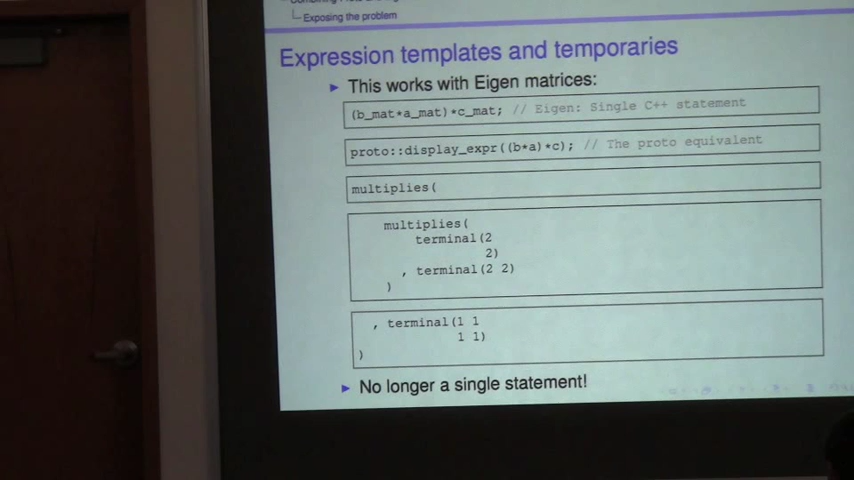 Exposing the problem
Expression templates and temporaries
This works with Eigen matrices:
(b_mat*a_mat)*c_mat; // Eigen: Single C++ statement
proto::display_expr((b*a)*c); // The proto equivalent
multiplies(
multiplies(
terminal(2
2)
, terminal(2 2)
)
, terminal(1 1
1 1)
)
No longer a single statement!